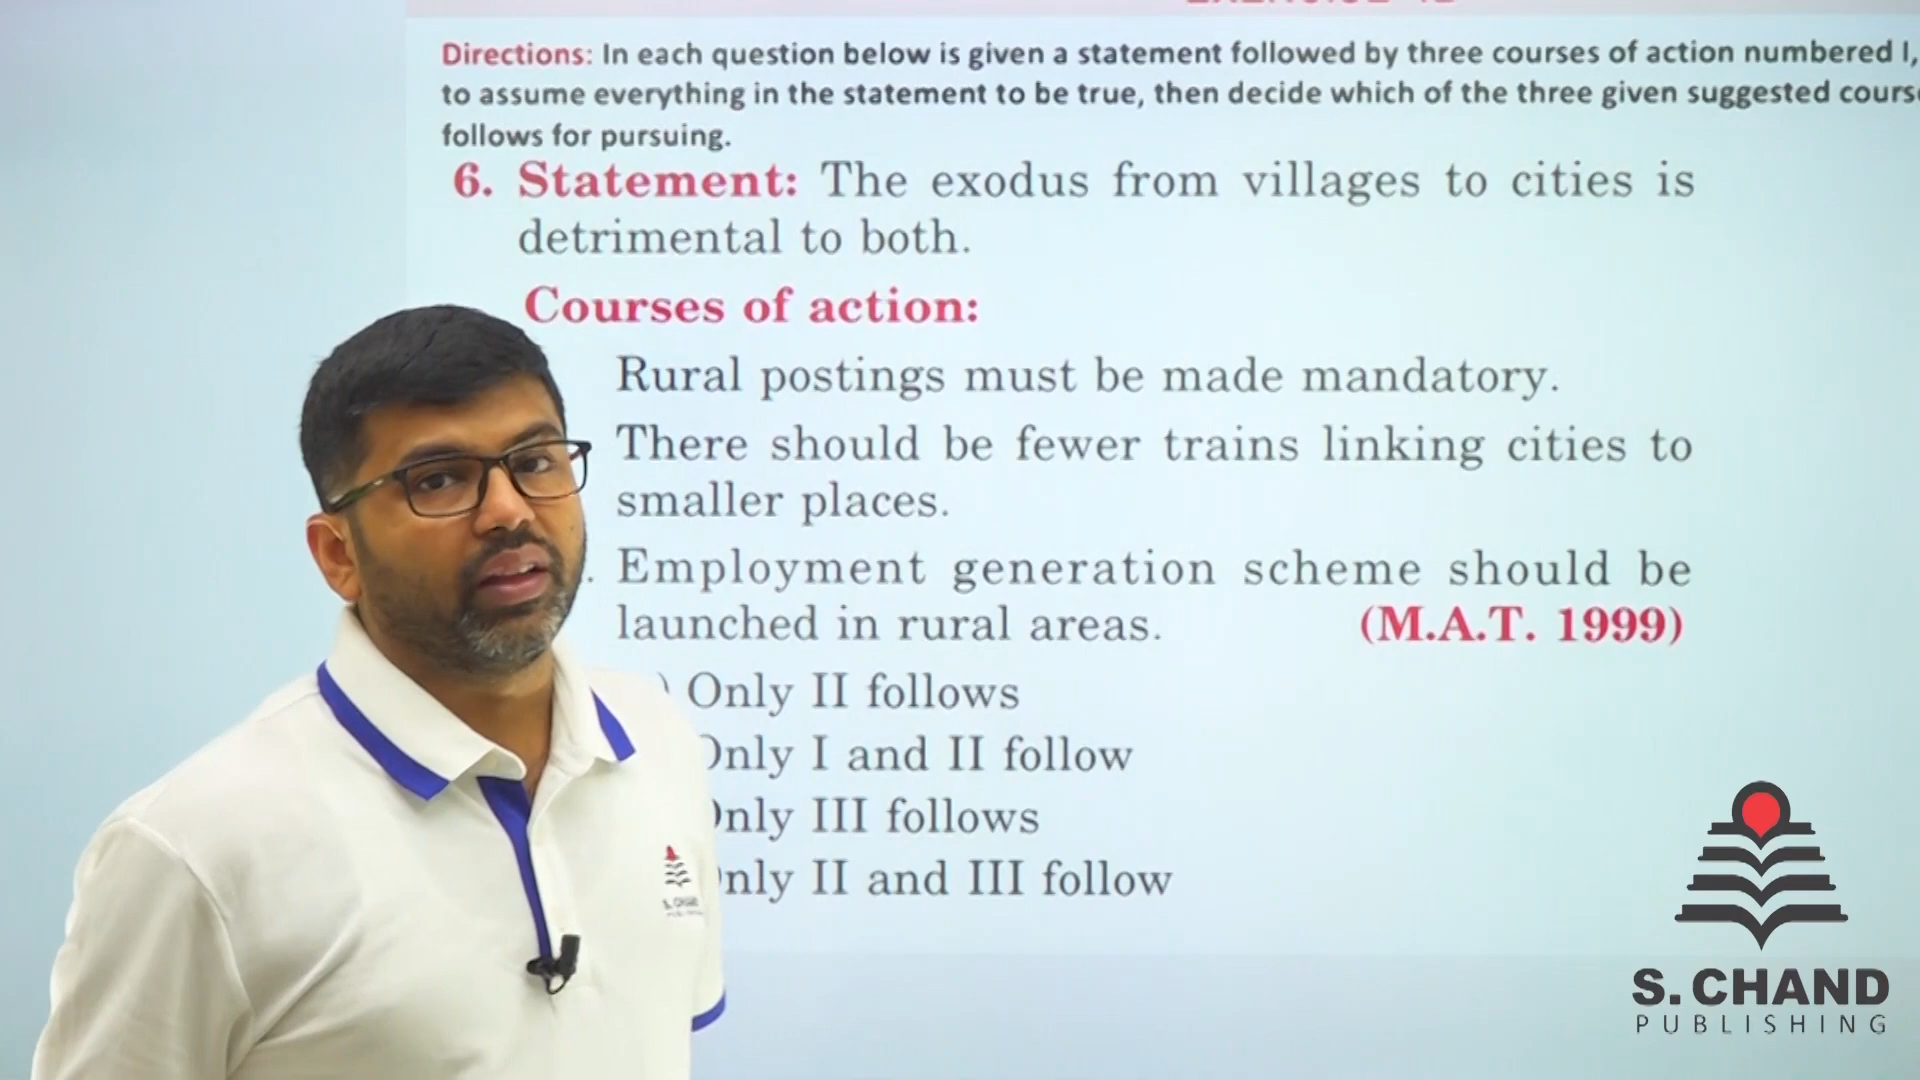 Directions: In each question below is given a statement followed by three courses of action numbered I,
to assume everything in the statement to be true, then decide which of the three given suggested
follows for pursuing.
6. Statement: The exodus from villages to cities is
detrimental to both.
Courses of action:
Rural postings must be made mandatory.
There should be fewer trains linking cities to
smaller places.
. Employment generation scheme should be
launched in rural areas. (M.A.T. 1999)
) Only II follows
Only I and II follow
Only III follows
Only II and III follow
S. CHAND
S. CHAND
PUBLISHING